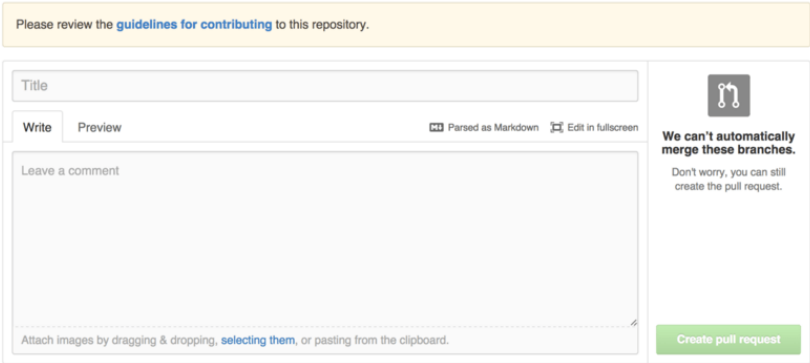 Please review the guidelines for contributing to this repository.
Title
Write Preview Parsed as Markdown Edit in fullscreen
Leave a comment
Attach images by dragging & dropping, selecting them, or pasting from the clipboard.
We can't automatically
merge these branches.
Don't worry, you can still
create the pull request.
Create pull request